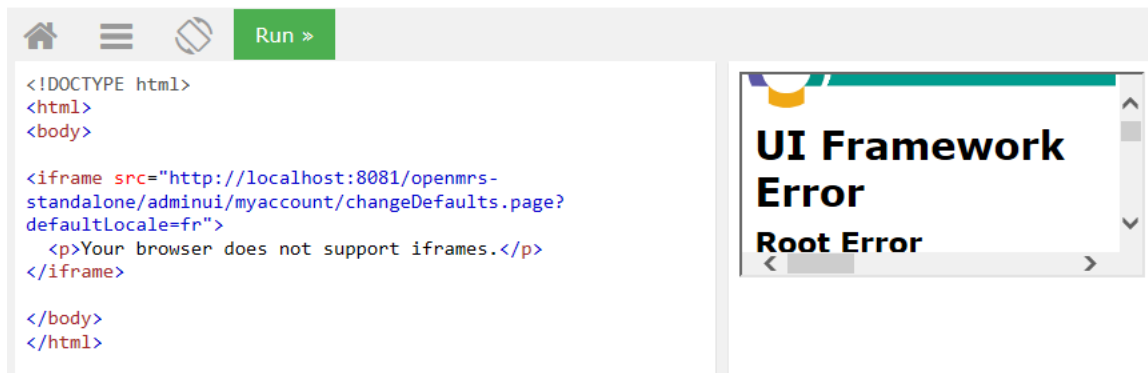 Run »
<!DOCTYPE html>
<html>
<body>
<iframe src="http://localhost:8081/openmrs-
standalone/adminui/myaccount/changeDefaults.page?
defaultLocale=fr">
<p>Your browser does not support iframes.</p>
</iframe>
</body>
</html>
UI Framework
Error
Root Error